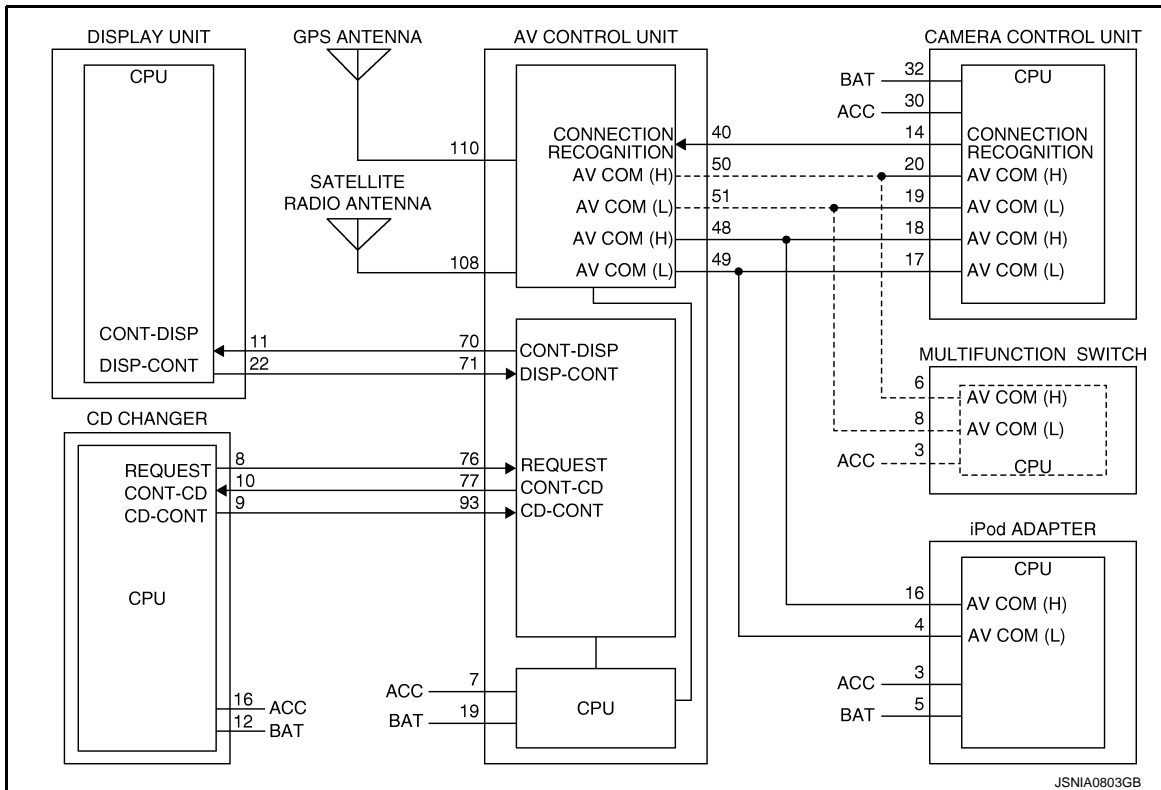 DISPLAY UNIT
CPU
CONT-DISP
DISP-CONT
11
22
CD CHANGER
REQUEST
CONT-CD
CD-CONT
8
10
9
CPU
16
ACC
12
BAT
GPS ANTENNA
110
SATELLITE
RADIO ANTENNA
108
70
71
76
77
93
AV CONTROL UNIT
CONNECTION
RECOGNITION
AV COM (H)
AV COM (L)
AV COM (H)
AV COM (L)
40
50
51
48
49
CONT-DISP
DISP-CONT
REQUEST
CONT-CD
CD-CONT
ACC
7
BAT
19
CPU
CAMERA CONTROL UNIT
BAT
32
CPU
ACC
30
14
CONNECTION
RECOGNITION
20
AV COM (H)
19
AV COM (L)
18
AV COM (H)
17
AV COM (L)
MULTIFUNCTION SWITCH
6
AV COM (H)
8
AV COM (L)
ACC
3
CPU
iPod ADAPTER
CPU
16
AV COM (H)
4
AV COM (L)
ACC
3
BAT
5
JSNIA0803GB